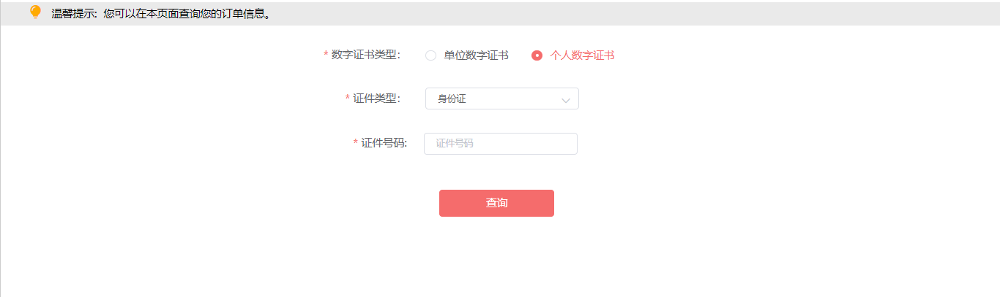 温馨提示: 您可以在本页面查询您的订单信息。
* 数字证书类型: 单位数字证书 个人数字证书
* 证件类型: 身份证
* 证件号码: 证件号码
查询